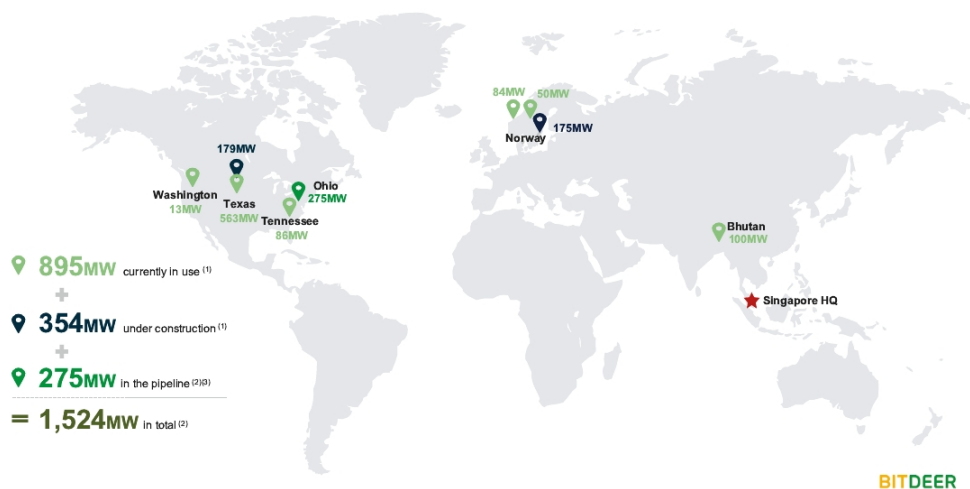 84MW
50MW
175MW
Norway
179MW
Washington
13MW
Texas
563MW
Ohio
275MW
Tennessee
86MW
Bhutan
100MW
Singapore HQ
895MW currently in use (1)
+
354MW under construction (1)
+
275MW in the pipeline (2)(3)
= 1,524MW in total (2)
BITDEER